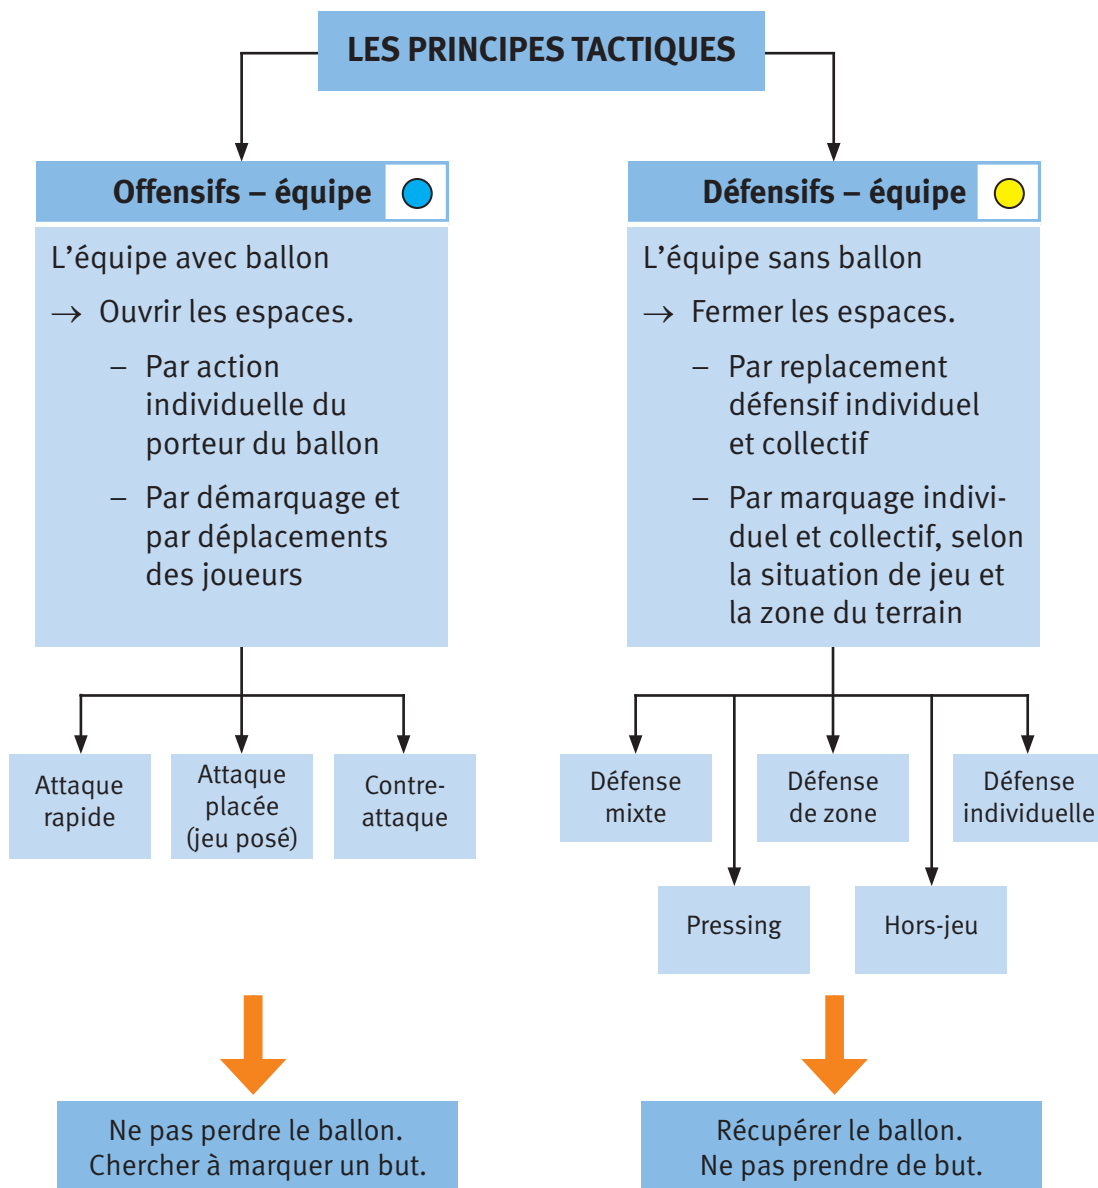 LES PRINCIPES TACTIQUES
Offensifs – équipe
L’équipe avec ballon
→ Ouvrir les espaces.
– Par action
individuelle du
porteur du ballon
– Par démarquage et
par déplacements
des joueurs
Attaque
rapide
Attaque
placée
(jeu posé)
Contre-
attaque
Ne pas perdre le ballon.
Chercher à marquer un but.
Défensifs – équipe
L’équipe sans ballon
→ Fermer les espaces.
– Par replacement
défensif individuel
et collectif
– Par marquage indivi-
duel et collectif, selon
la situation de jeu et
la zone du terrain
Défense
mixte
Défense
de zone
Défense
individuelle
Pressing
Hors-jeu
Récupérer le ballon.
Ne pas prendre de but.